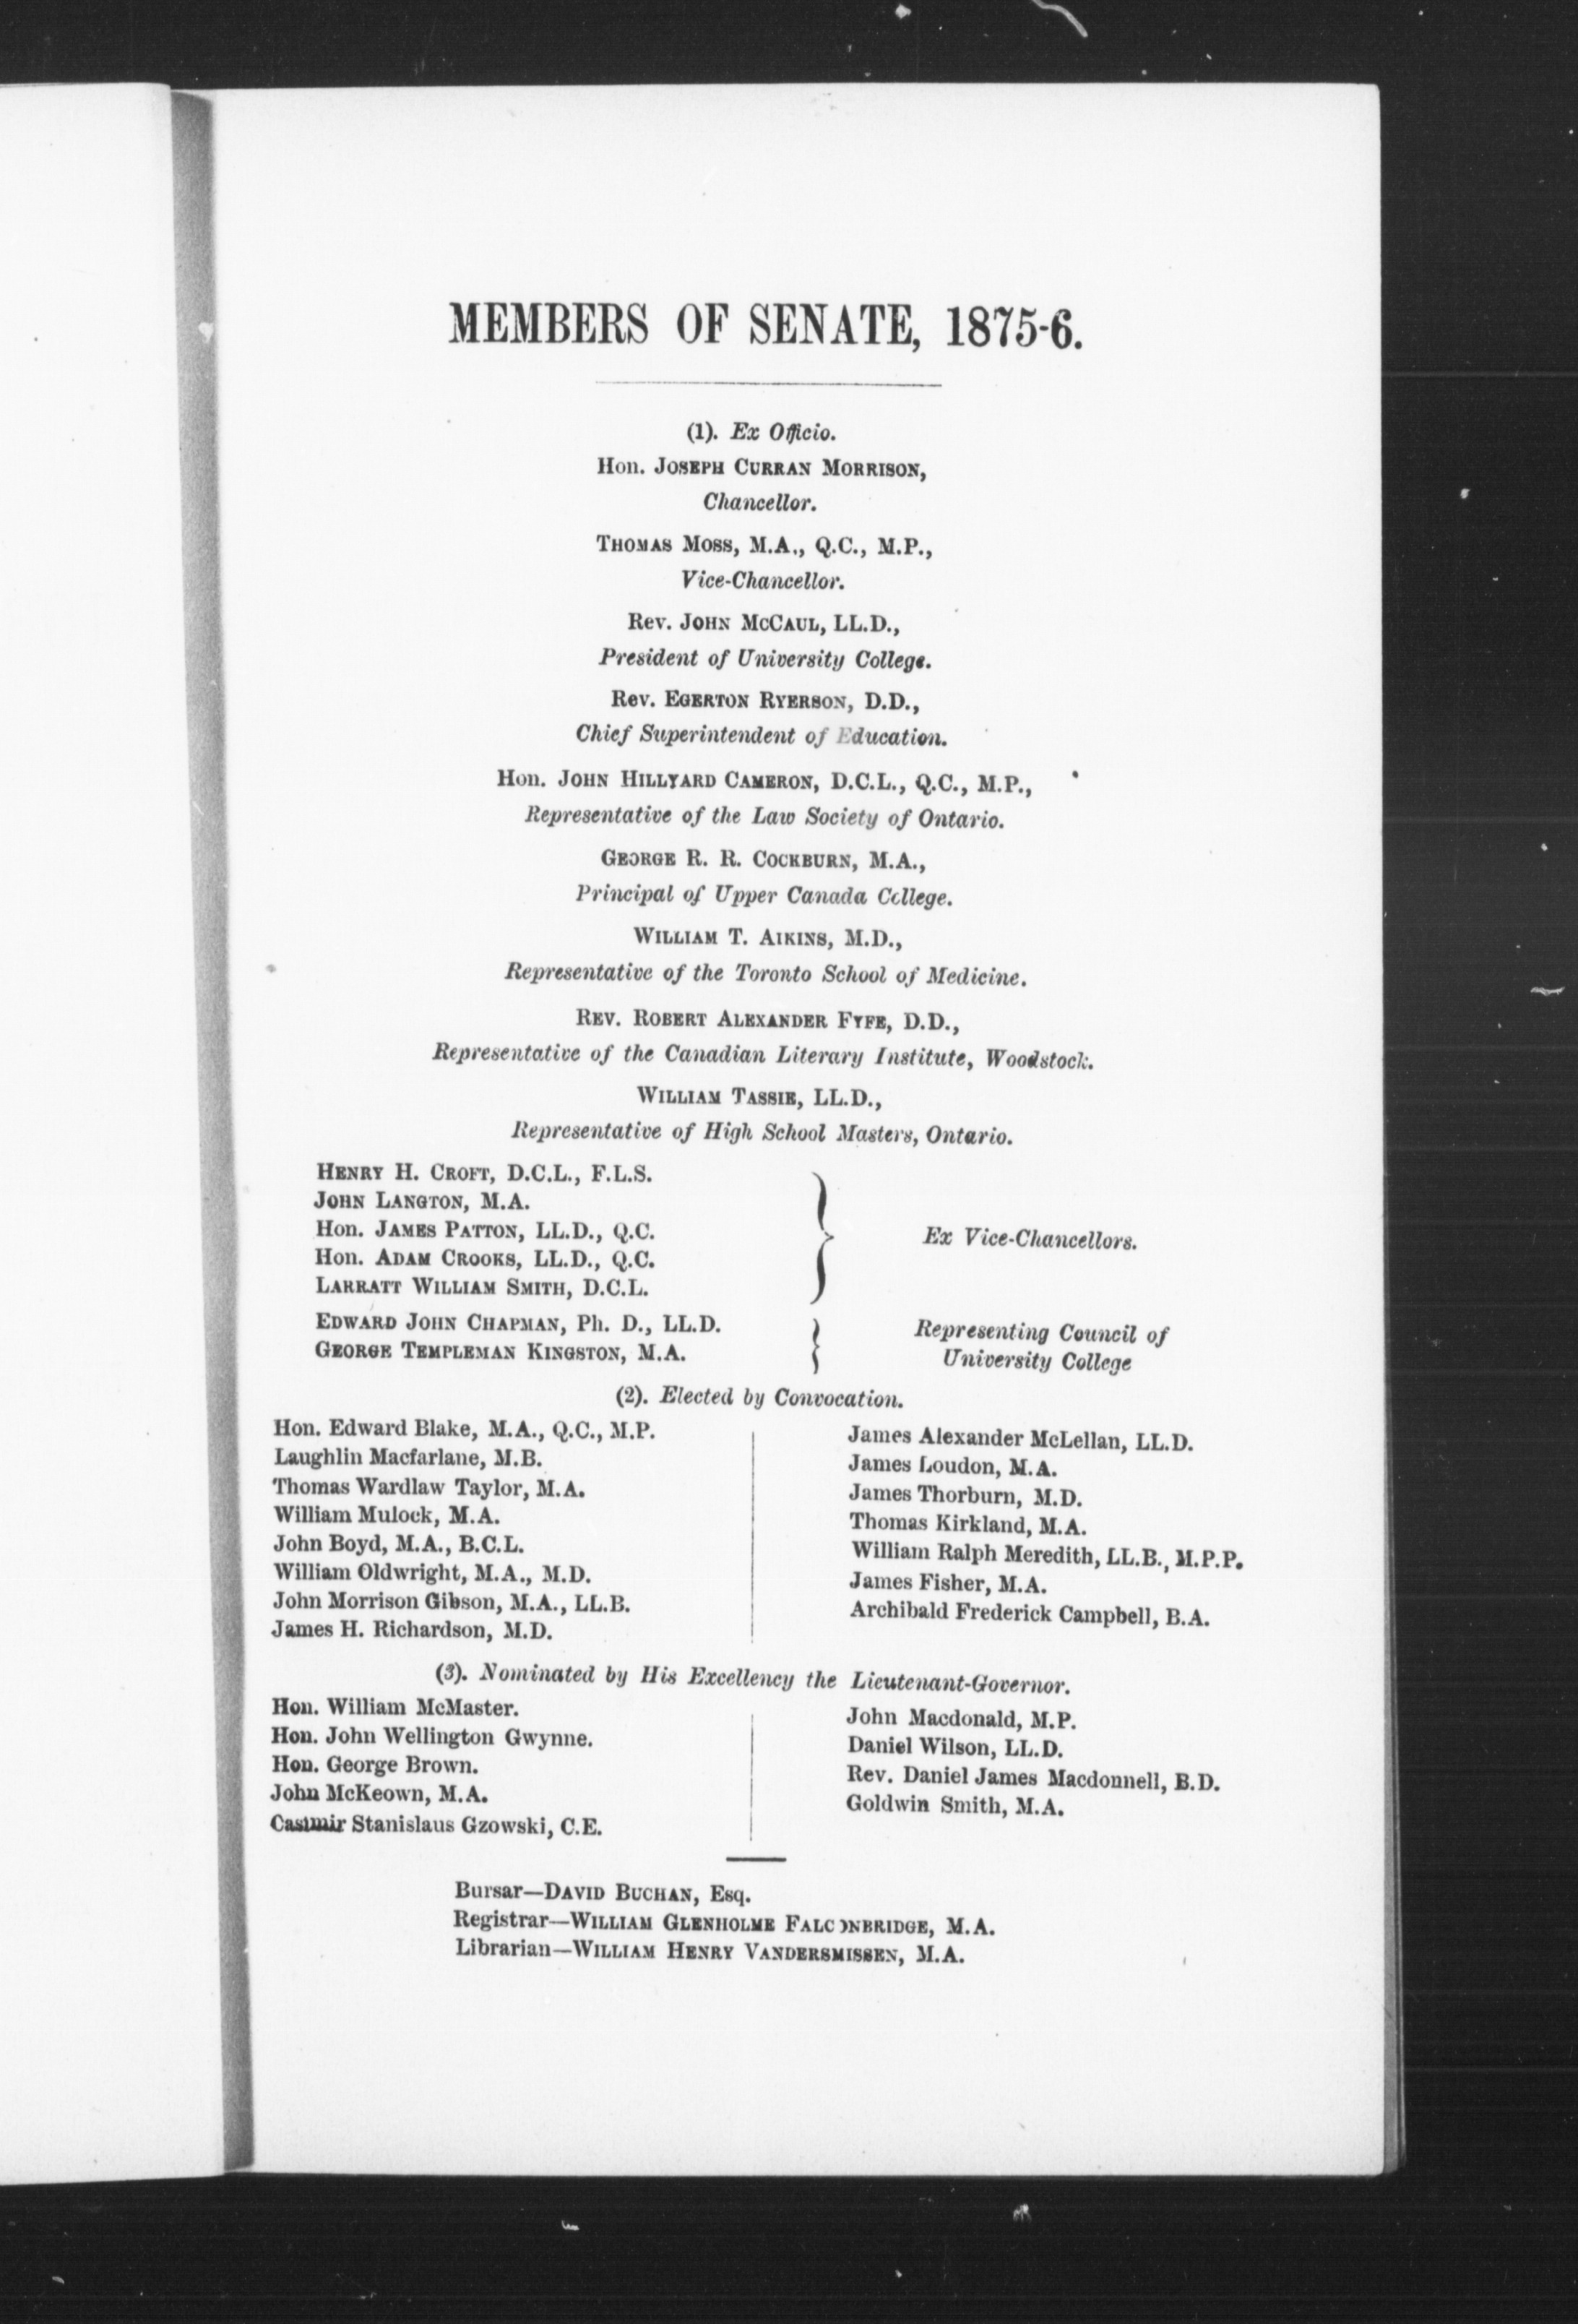 MEMBERS OF SENATE, 1875-6.
(1). Ex Officio.
Hon. JOSEPH CURRAN MORRISON,
Chancellor.
THOMAS MOSS, M.A., Q.C., M.P.,
Vice-Chancellor.
Rev. JOHN MCCAUL, LL.D.,
President of University College.
Rev. EGERTON RYERSON, D.D.,
Chief Superintendent of Education.
Hon. JOHN HILLYARD CAMERON, D.C.L., Q.C., M.P.,
Representative of the Law Society of Ontario.
GEORGE R. R. COCKBURN, M.A.,
Principal of Upper Canada College.
WILLIAM T. AIKINS, M.D.,
Representative of the Toronto School of Medicine.
REV. ROBERT ALEXANDER FYFE, D.D.,
Representative of the Canadian Literary Institute, Woodstock.
WILLIAM TASSIE, LL.D.,
Representative of High School Masters, Ontario.
HENRY H. CROFT, D.C.L., F.L.S.
JOHN LANGTON, M.A.
Hon. JAMES PATTON, LL.D., Q.C.
Hon. ADAM CROOKS, LL.D., Q.C.
LARRATT WILLIAM SMITH, D.C.L.
Ex Vice-Chancellors.
EDWARD JOHN CHAPMAN, Ph. D., LL.D.
GEORGE TEMPLEMAN KINGSTON, M.A.
Representing Council of
University College
(2). Elected by Convocation.
Hon. Edward Blake, M.A., Q.C., M.P.
Laughlin Macfarlane, M.B.
Thomas Wardlaw Taylor, M.A.
William Mulock, M.A.
John Boyd, M.A., B.C.L.
William Oldwright, M.A., M.D.
John Morrison Gibson, M.A., LL.B.
James H. Richardson, M.D.
James Alexander McLellan, LL.D.
James Loudon, M.A.
James Thorburn, M.D.
Thomas Kirkland, M.A.
William Ralph Meredith, LL.B., M.P.P.
James Fisher, M.A.
Archibald Frederick Campbell, B.A.
(3). Nominated by His Excellency the Lieutenant-Governor.
Hon. William McMaster.
Hon. John Wellington Gwynne.
Hon. George Brown.
John McKeown, M.A.
Casimir Stanislaus Gzowski, C.E.
John Macdonald, M.P.
Daniel Wilson, LL.D.
Rev. Daniel James Macdonnell, B.D.
Goldwin Smith, M.A.
Bursar—DAVID BUCHAN, Esq.
Registrar—WILLIAM GLENHOLME FALCONBRIDGE, M.A.
Librarian—WILLIAM HENRY VANDERSMISSEN, M.A.